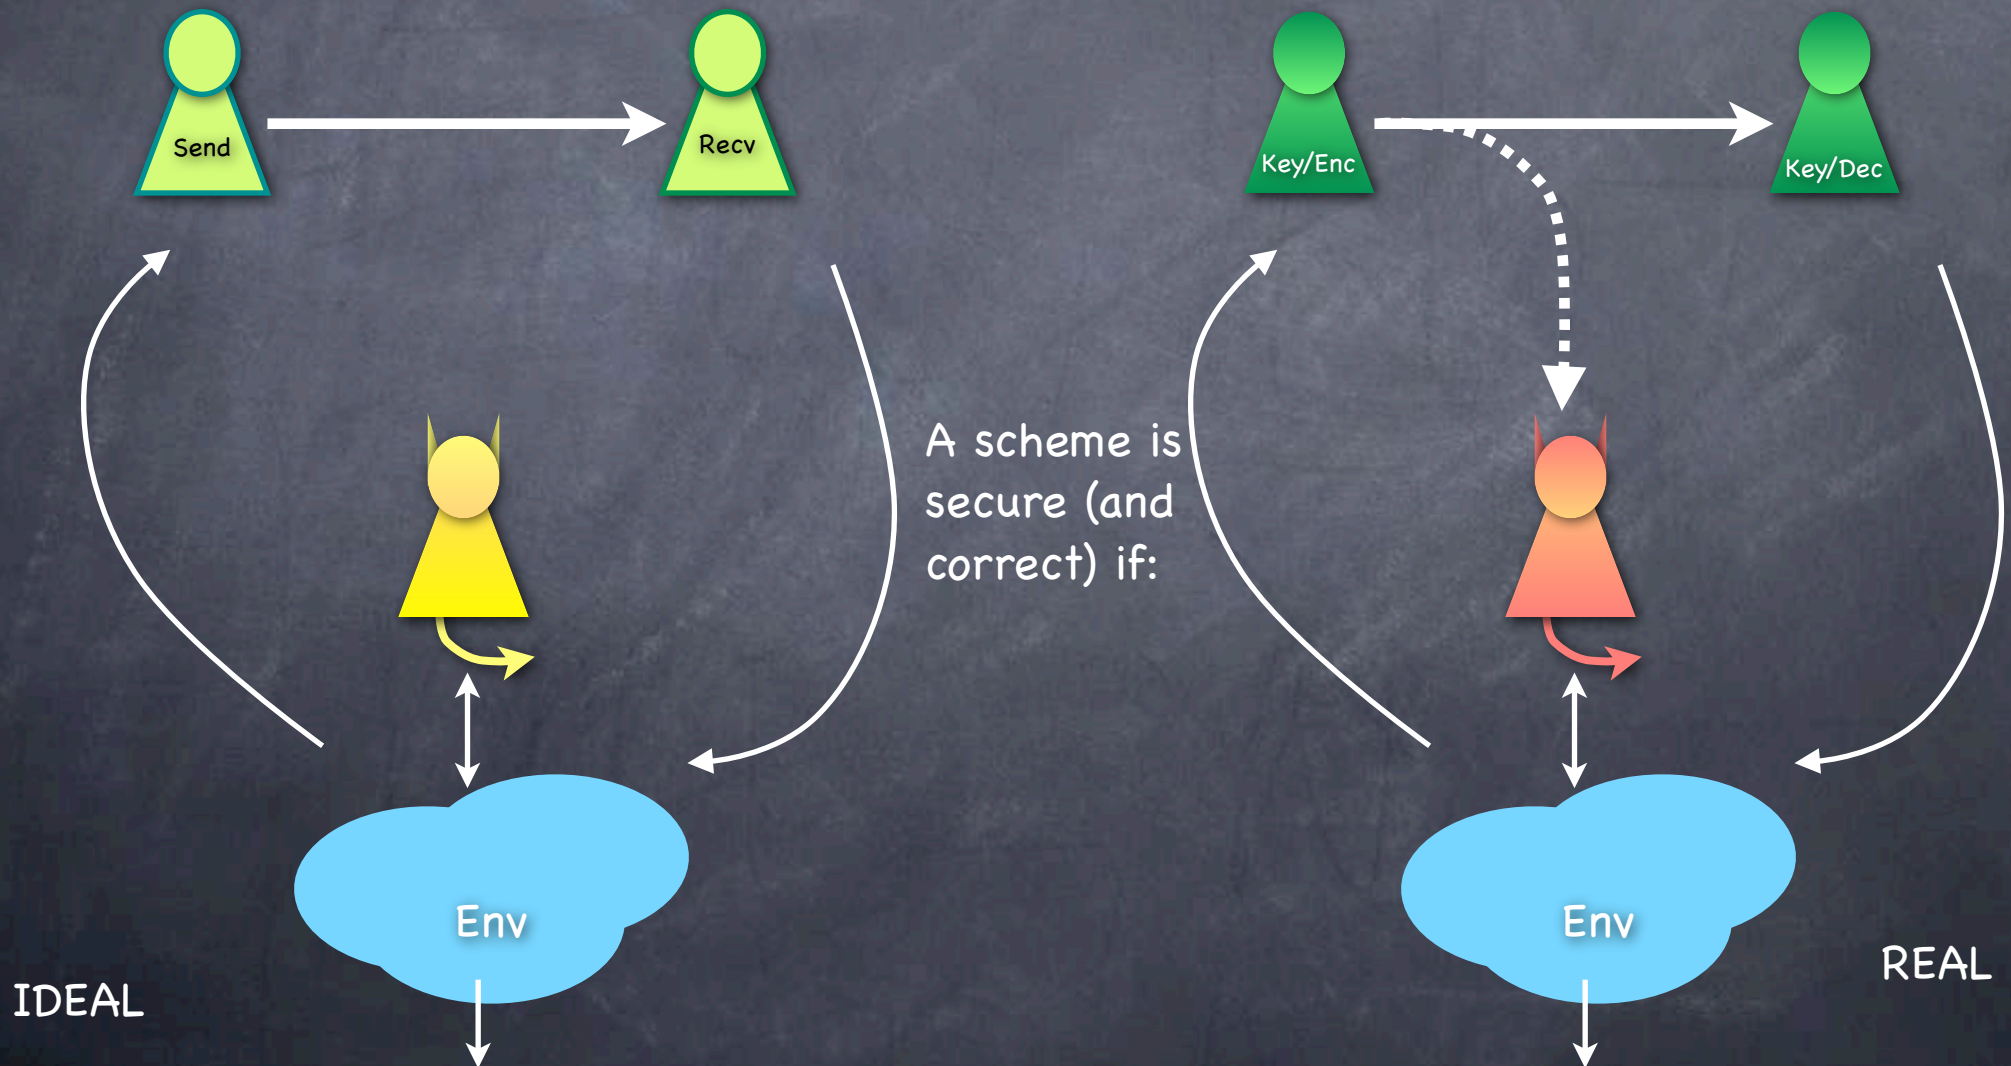 Send
Recv
Key/Enc
Key/Dec
A scheme is
secure (and
correct) if:
Env
Env
IDEAL
REAL